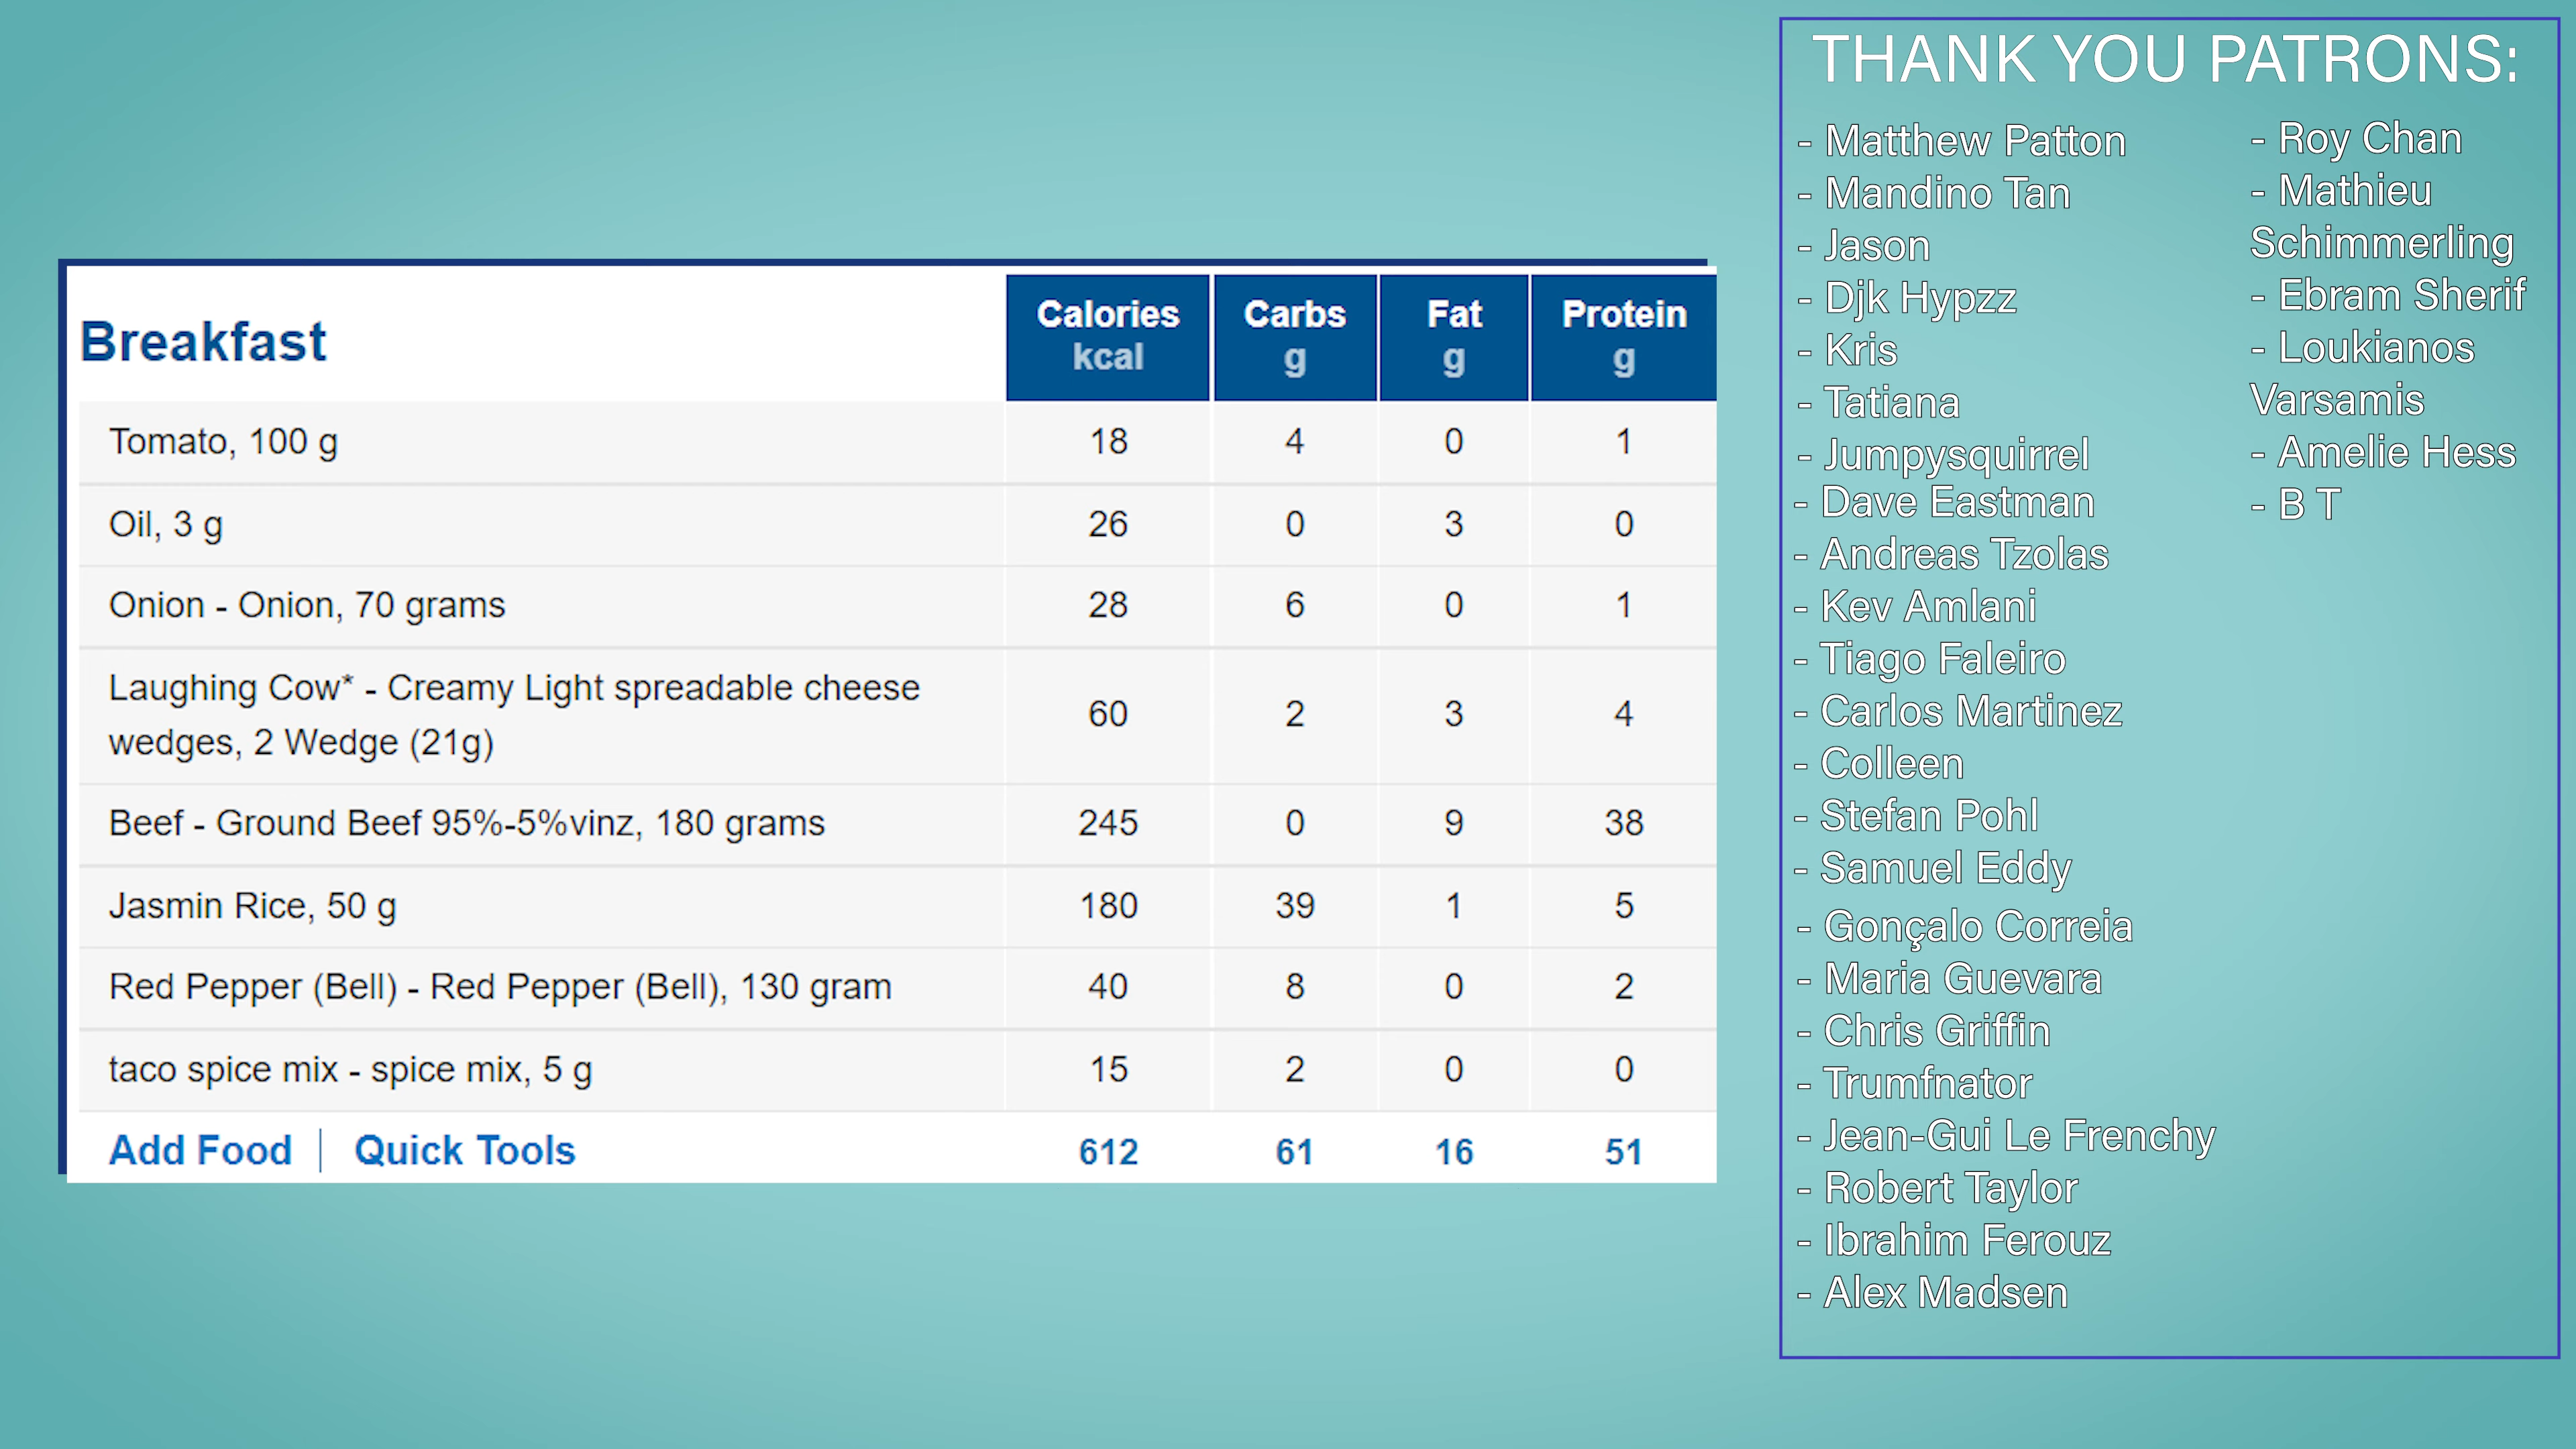 Breakfast
Calories Carbs Fat Protein
kcal g g g
Tomato, 100 g 18 4 0 1
Oil, 3 g 26 0 3 0
Onion - Onion, 70 grams 28 6 0 1
Laughing Cow* - Creamy Light spreadable cheese
wedges, 2 Wedge (21g) 60 2 3 4
Beef - Ground Beef 95%-5%vinz, 180 grams 245 0 9 38
Jasmin Rice, 50 g 180 39 1 5
Red Pepper (Bell) - Red Pepper (Bell), 130 gram 40 8 0 2
taco spice mix - spice mix, 5 g 15 2 0 0
Add Food | Quick Tools 612 61 16 51
THANK YOU PATRONS:
- Matthew Patton
- Mandino Tan
- Jason
- Djk Hypzz
- Kris
- Tatiana
- Jumpysquirrel
- Dave Eastman
- Andreas Tzolas
- Kev Amlani
- Tiago Faleiro
- Carlos Martinez
- Colleen
- Stefan Pohl
- Samuel Eddy
- Gonçalo Correia
- Maria Guevara
- Chris Griffin
- Trumfnator
- Jean-Gui Le Frenchy
- Robert Taylor
- Ibrahim Ferouz
- Alex Madsen
- Roy Chan
- Mathieu
Schimmerling
- Ebram Sherif
- Loukianos
Varsamis
- Amelie Hess
- B T